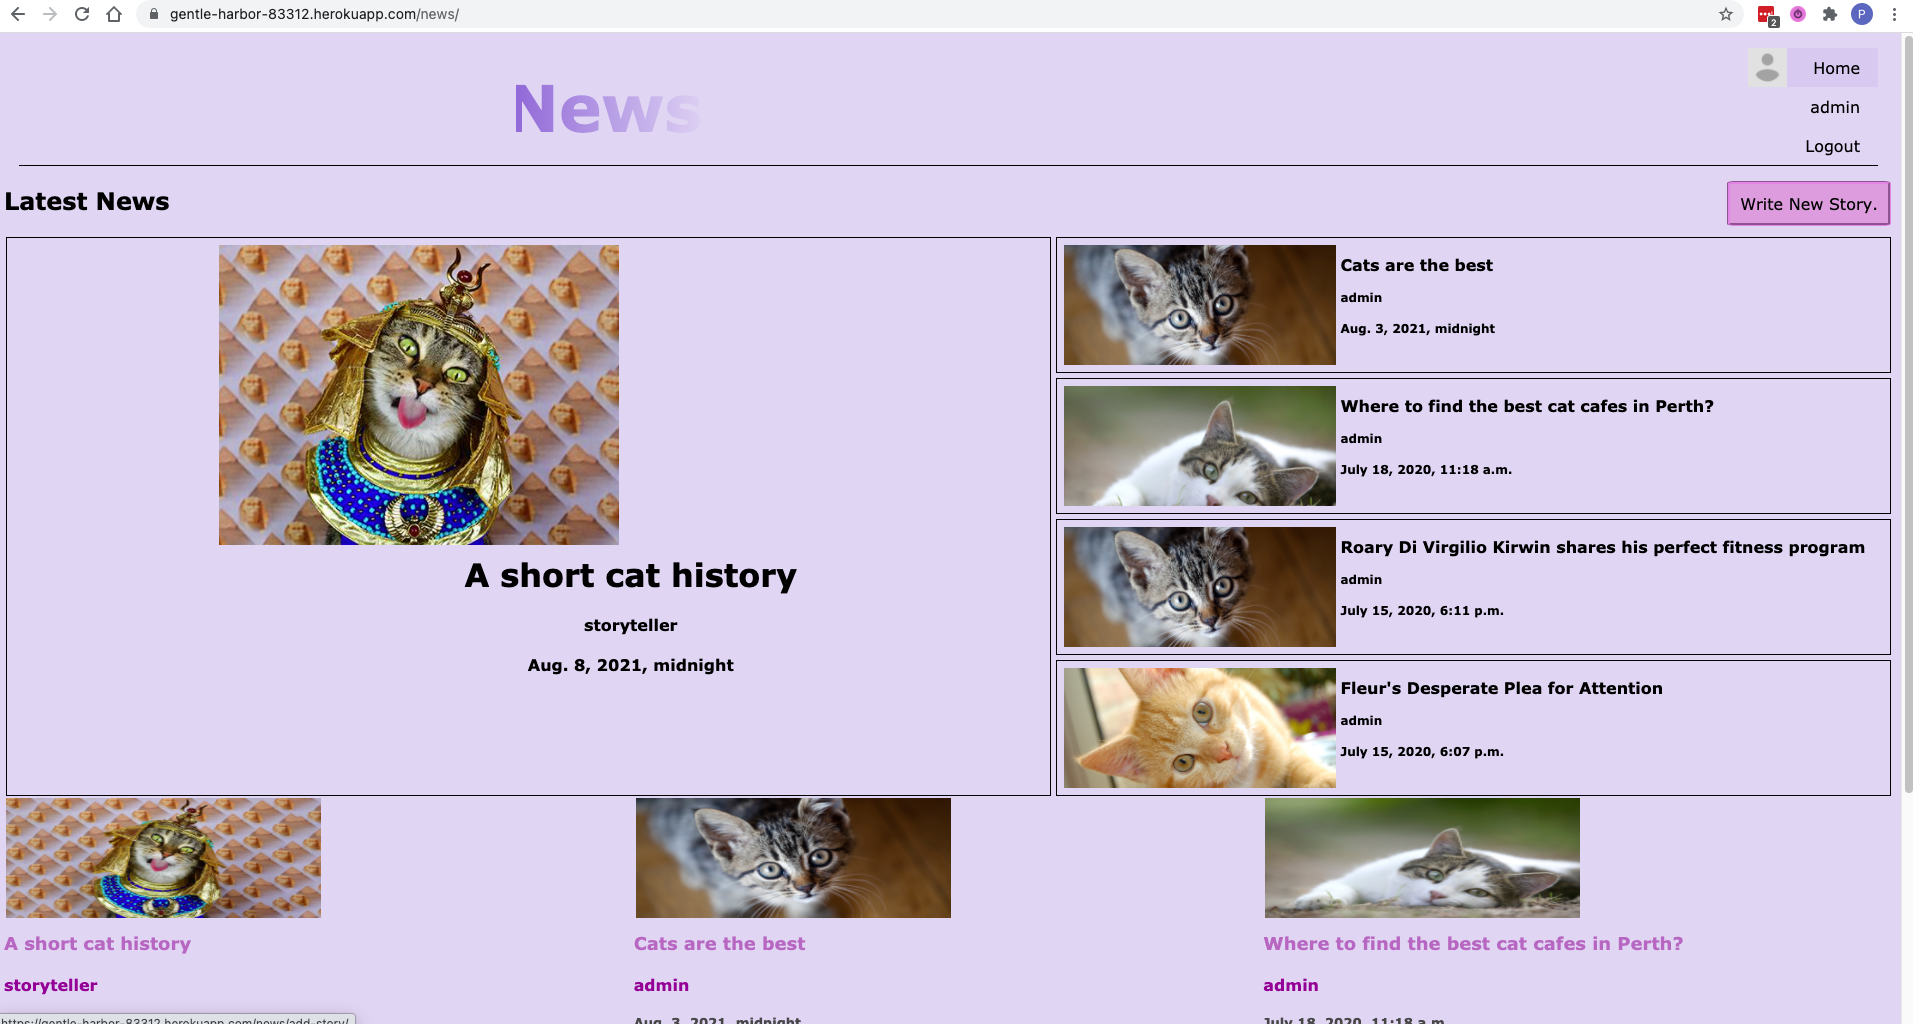 gentle-harbor-83312.herokuapp.com/news/
2
P
News
Home
admin
Logout
Latest News
Write New Story.
A short cat history
storyteller
Aug. 8, 2021, midnight
Cats are the best
admin
Aug. 3, 2021, midnight
Where to find the best cat cafes in Perth?
admin
July 18, 2020, 11:18 a.m.
Roary Di Virgilio Kirwin shares his perfect fitness program
admin
July 15, 2020, 6:11 p.m.
Fleur's Desperate Plea for Attention
admin
July 15, 2020, 6:07 p.m.
A short cat history
storyteller
Cats are the best
admin
Aug. 3, 2021, midnight
Where to find the best cat cafes in Perth?
admin
July 18, 2020, 11:18 a.m.
https://gentle-harbor-83312.herokuapp.com/news/add-story/